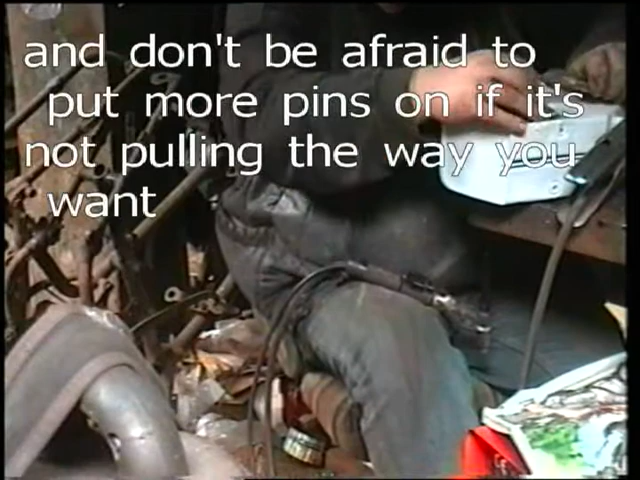 and don't be afraid to
put more pins on if it's
not pulling the way you
want